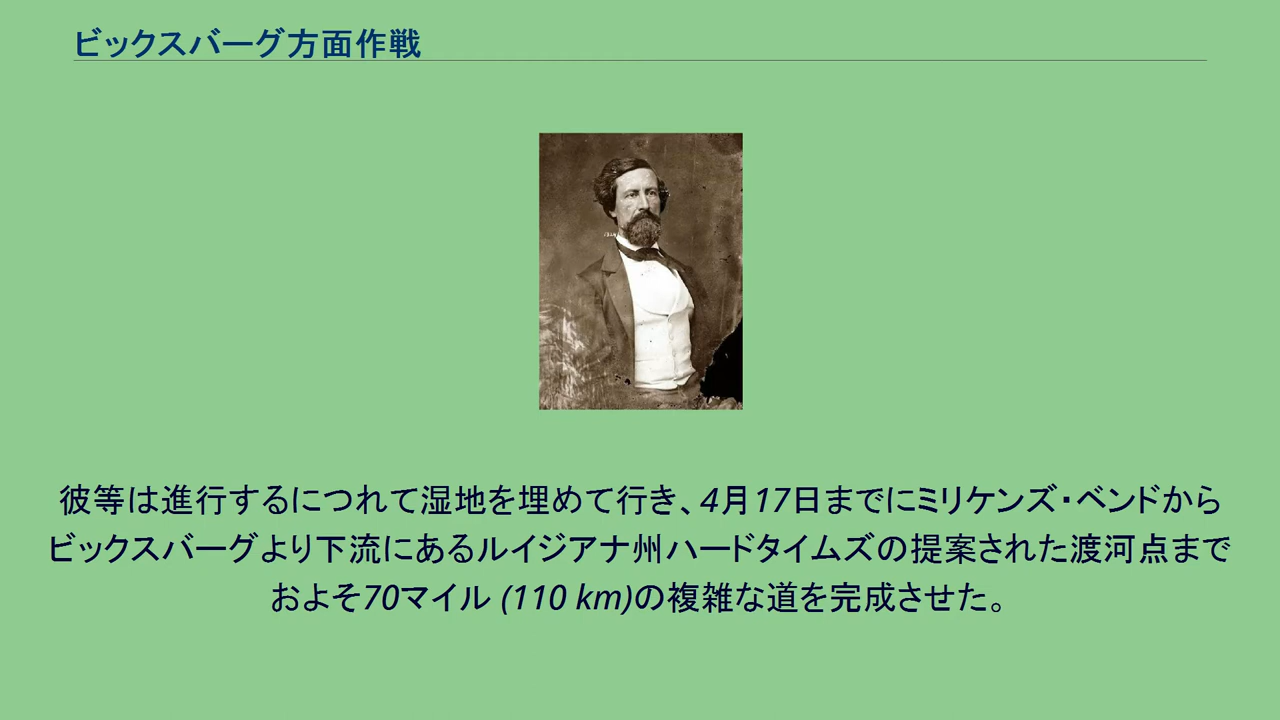 ビックスバーグ方面作戦
彼等は進行するにつれて湿地を埋めて行き、4月17日までにミリケンズ・ベンドから
ビックスバーグより下流にあるルイジアナ州ハードタイムズの提案された渡河点まで
およそ70マイル (110 km)の複雑な道を完成させた。